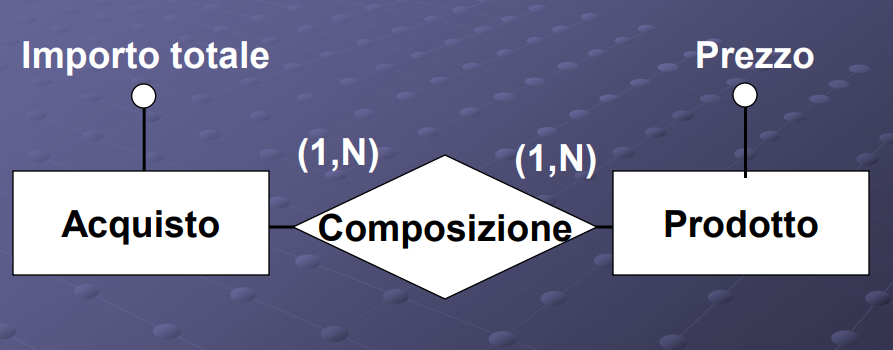 Importo totale
Prezzo
(1,N)
(1,N)
Acquisto
Composizione
Prodotto